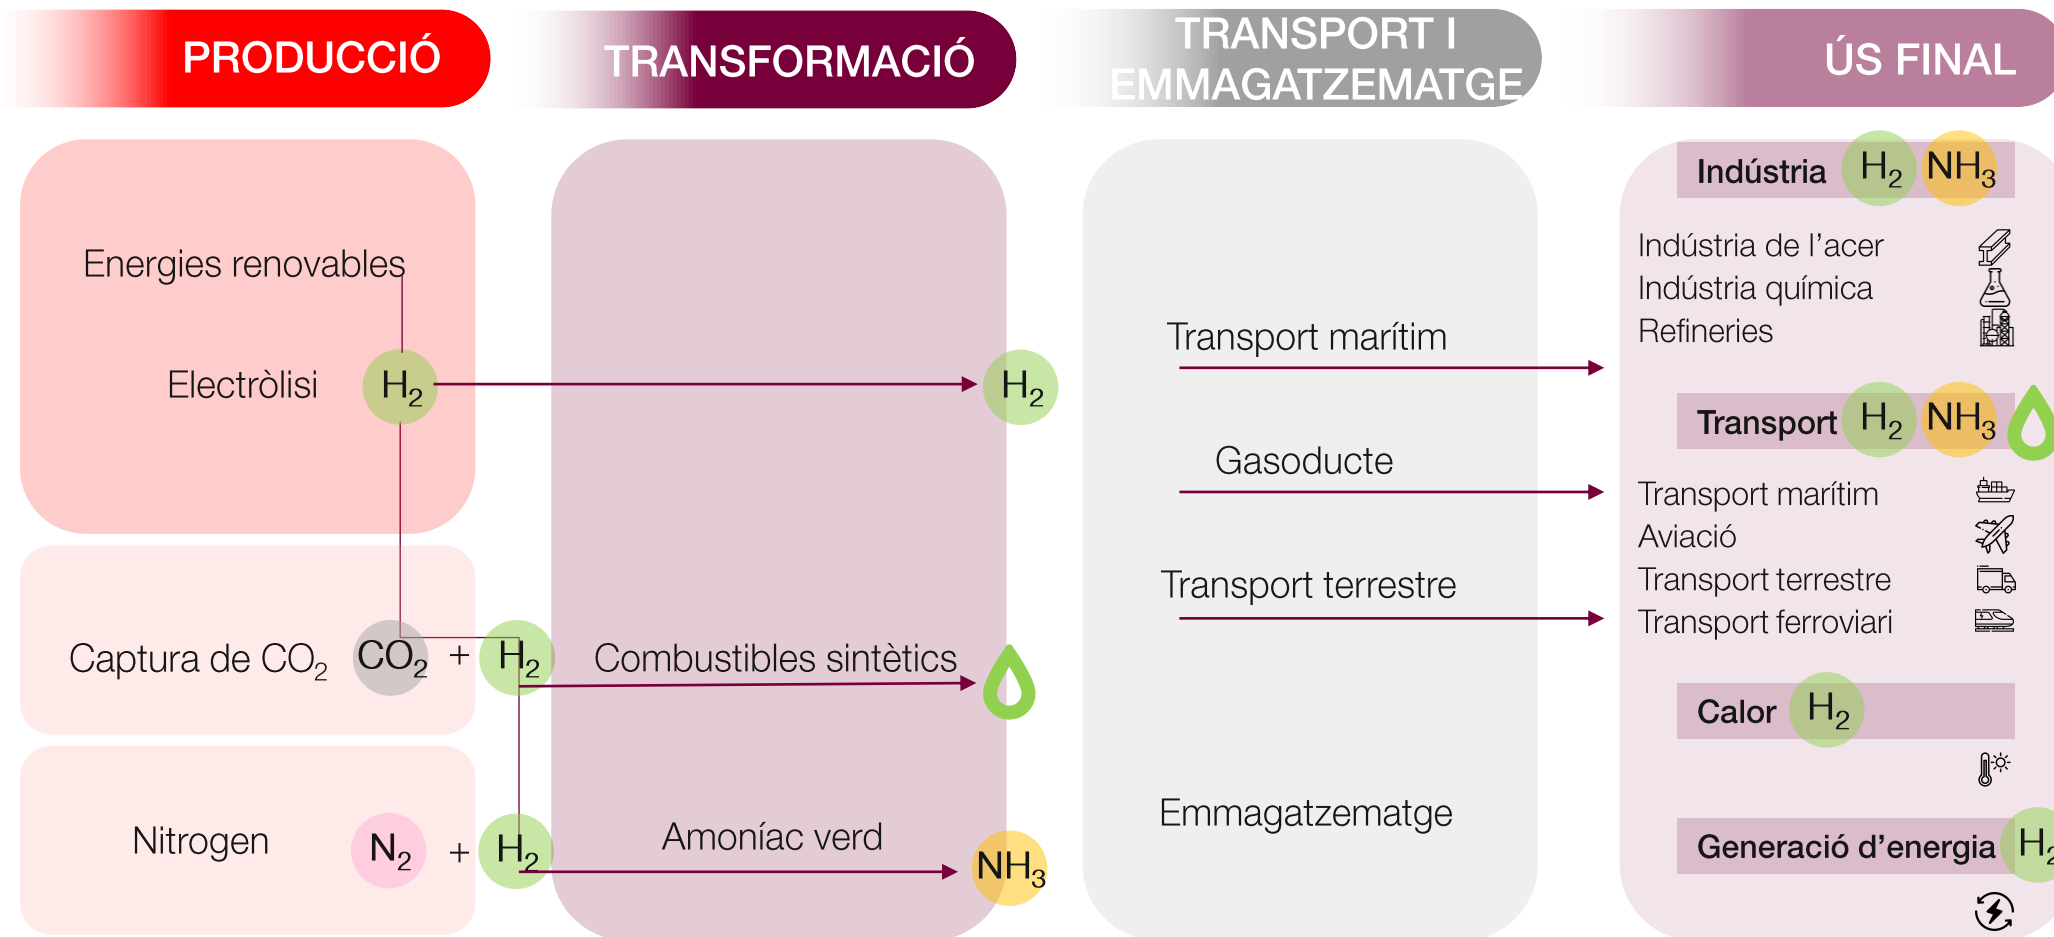 PRODUCCIÓ
TRANSFORMACIÓ
TRANSPORT I
EMMAGATZEMATGE
ÚS FINAL
Energies renovables
Electròlisi
H₂
H₂
Captura de CO₂
CO₂ + H₂
Combustibles sintètics
Nitrogen
N₂ + H₂
Amoníac verd
NH₃
Transport marítim
Gasoducte
Transport terrestre
Emmagatzematge
Indústria H₂ NH₃
Indústria de l’acer
Indústria química
Refineries
Transport H₂ NH₃
Transport marítim
Aviació
Transport terrestre
Transport ferroviari
Calor H₂
Generació d’energia H₂